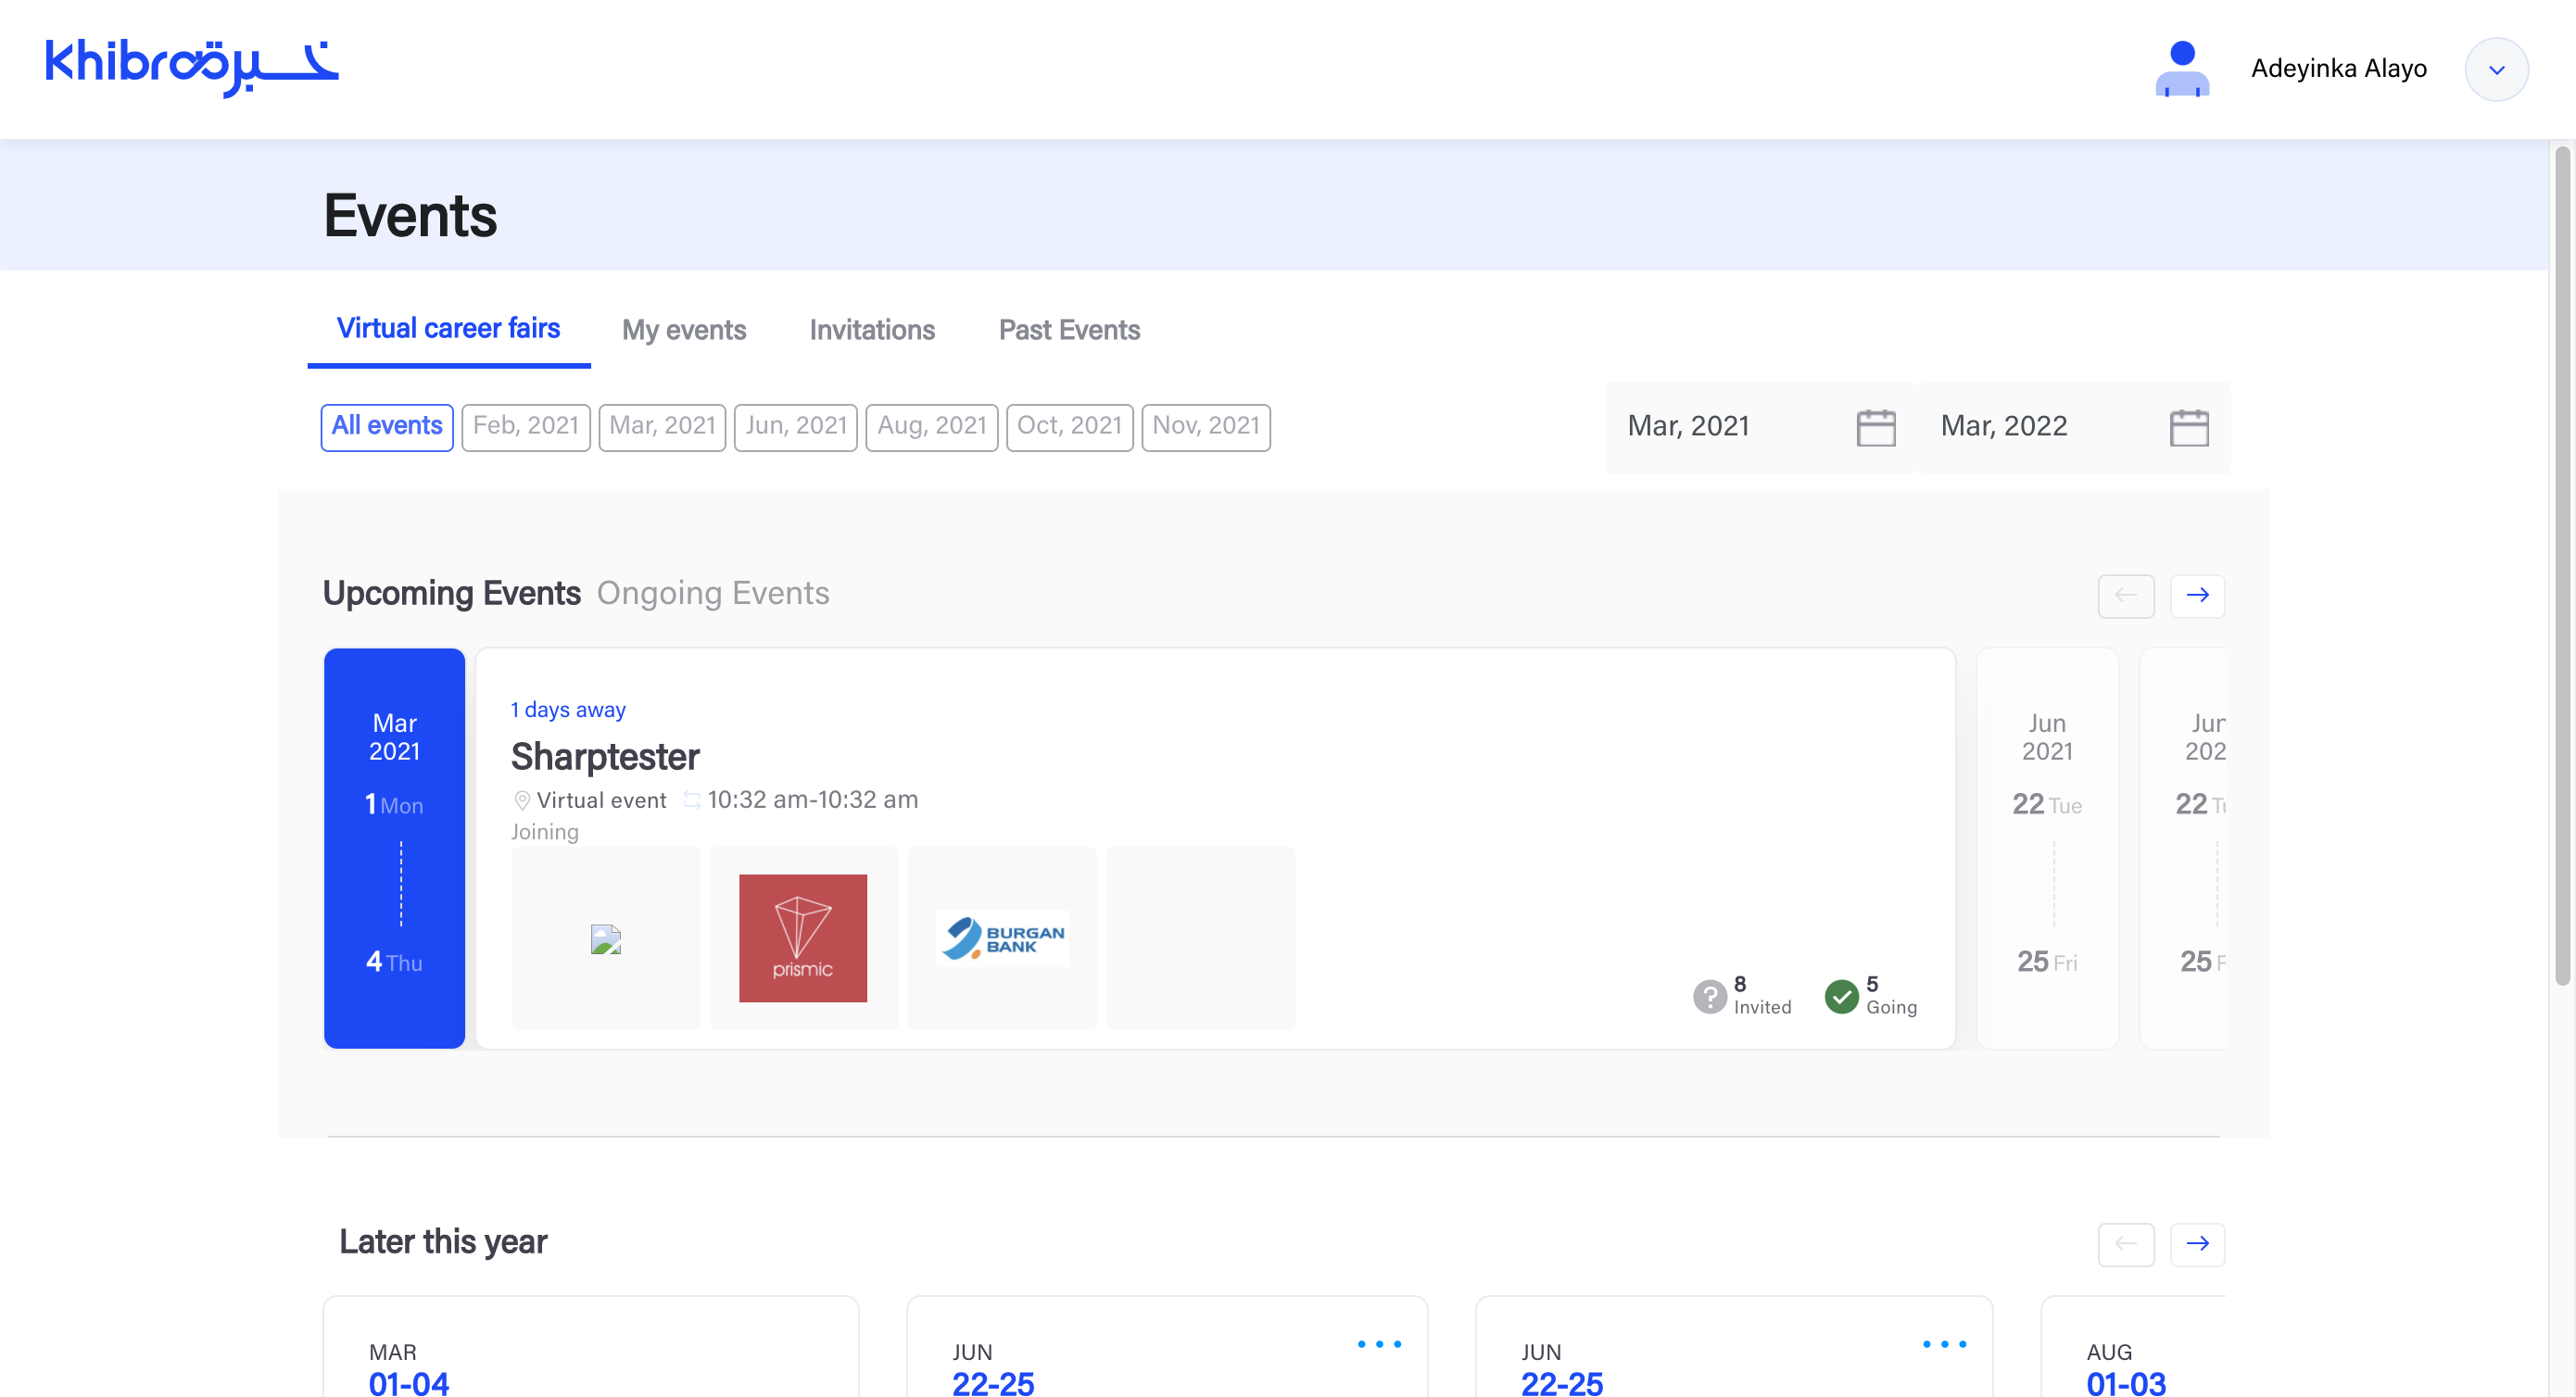 khibra خبرة
Adeyinka Alayo
Events
Virtual career fairs My events Invitations Past Events
All events Feb, 2021 Mar, 2021 Jun, 2021 Aug, 2021 Oct, 2021 Nov, 2021 Mar, 2021 Mar, 2022
Upcoming Events Ongoing Events
Mar
2021
1 Mon
4 Thu
1 days away
Sharptester
Virtual event 10:32 am-10:32 am
Joining
prismic
BURGAN
BANK
8
Invited
5
Going
Jun
2021
22 Tue
25 Fri
Jun
202
22 Tu
25 F
Later this year
MAR
01-04
JUN
22-25
JUN
22-25
AUG
01-03